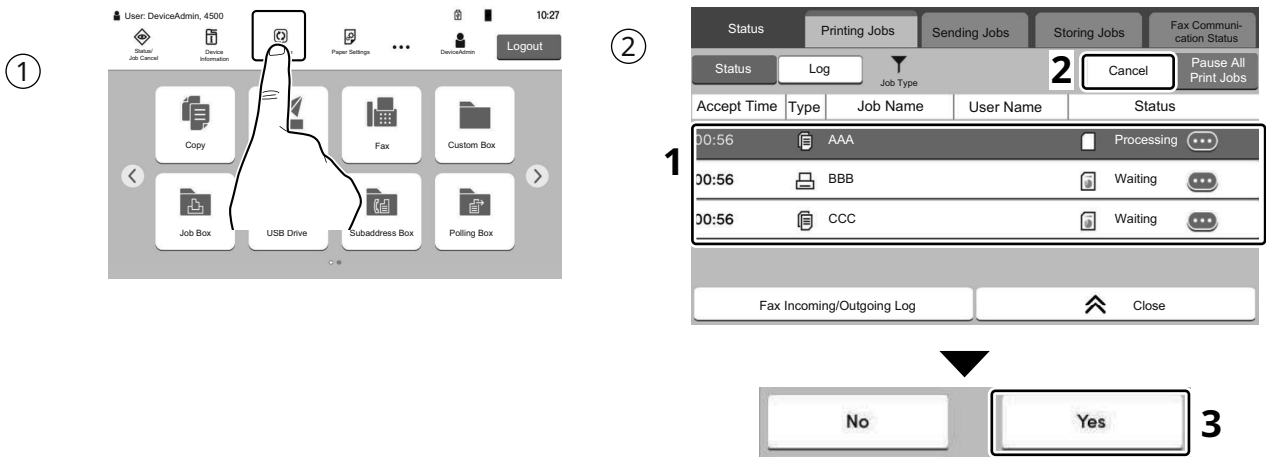 1
User: DeviceAdmin, 4500
10:27
Status/
Job Cancel
Device
Information
Paper Settings
DeviceAdmin
Logout
Copy
Fax
Custom Box
Job Box
USB Drive
Subaddress Box
Polling Box
2
Status
Printing Jobs
Sending Jobs
Storing Jobs
Fax Communi-
cation Status
Status
Log
Job Type
2
Cancel
Pause All
Print Jobs
Accept Time
Type
Job Name
User Name
Status
1
00:56
AAA
Processing
00:56
BBB
Waiting
00:56
CCC
Waiting
Fax Incoming/Outgoing Log
Close
No
Yes
3